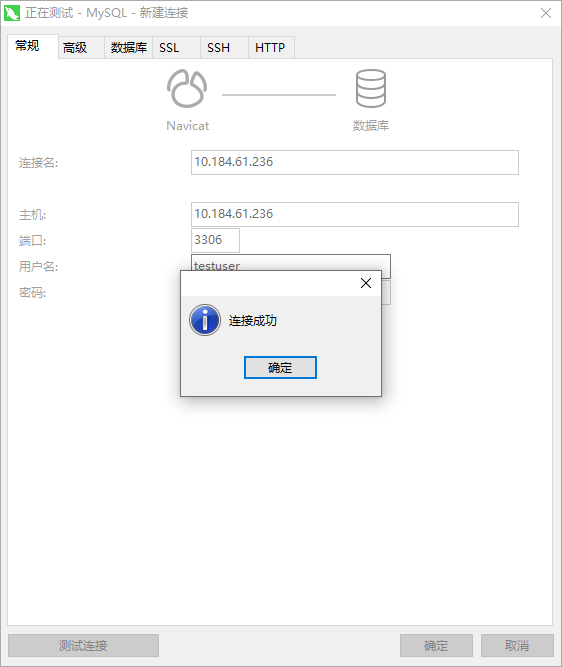 正在测试 - MySQL - 新建连接
常规 高级 数据库 SSL SSH HTTP
Navicat 数据库
连接名: 10.184.61.236
主机: 10.184.61.236
端口: 3306
用户名: testuser
密码:
连接成功
确定
测试连接 确定 取消